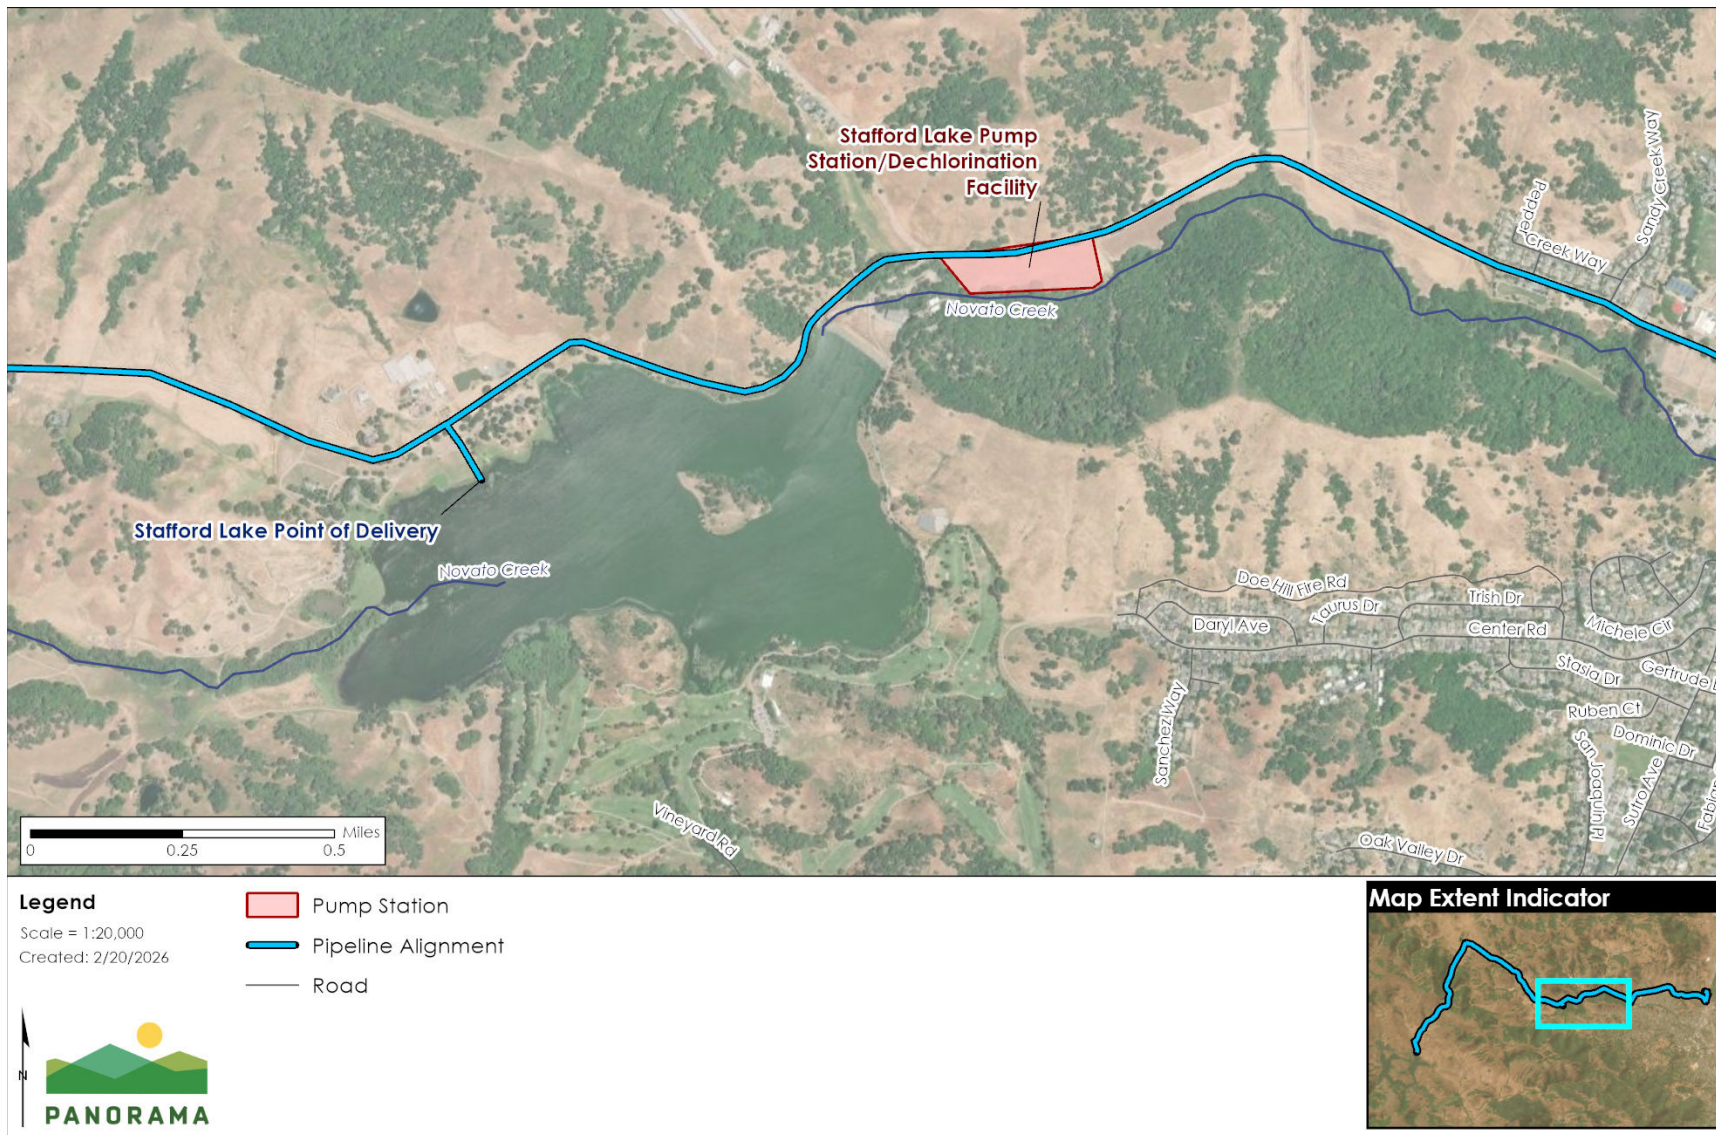 Stafford Lake Pump
Station/Dechlorination
Facility
Sandy Creek Way
Pepper
Creek Way
Novato Creek
Stafford Lake Point of Delivery
Novato Creek
Doe Hill Fire Rd
Trish Dr
Taurus Dr
Daryl Ave
Center Rd
Michele Cir
Stasia Dr
Gertrude
Sanchez Way
Ruben Ct
Dominic Dr
San Joaquin Pl
Sutro Ave
Vineyard Rd
Oak Valley Dr
Miles
0 0.25 0.5
Legend
Scale = 1:20,000
Created: 2/20/2026
Pump Station
Pipeline Alignment
Road
N
PANORAMA
Map Extent Indicator